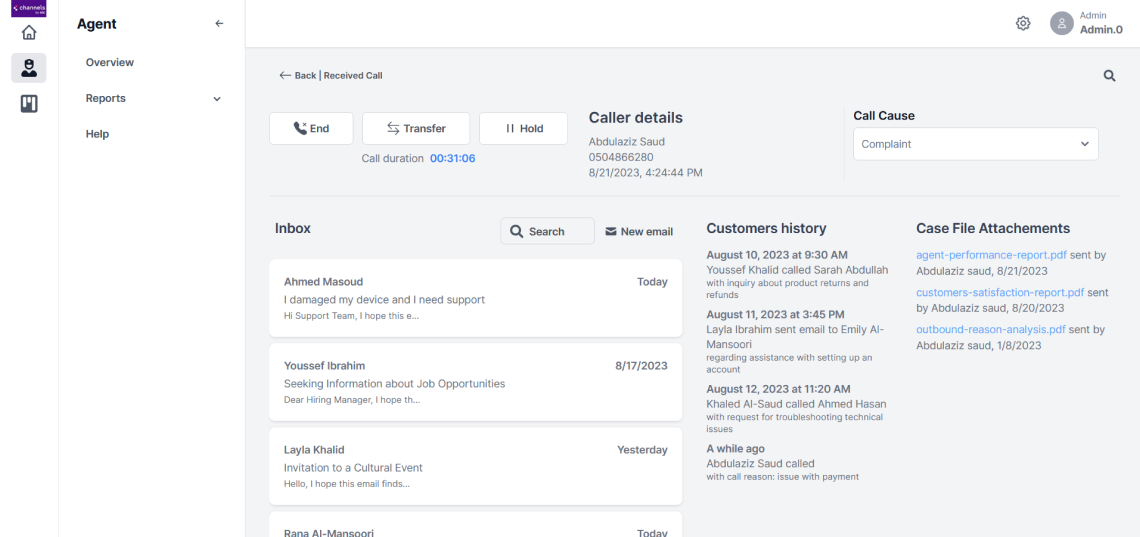 channels
Agent
Overview
Reports
Help
Admin
Admin.0
Back | Received Call
End
Transfer
Hold
Call duration 00:31:06
Caller details
Abdulaziz Saud
0504866280
8/21/2023, 4:24:44 PM
Call Cause
Complaint
Inbox
Search
New email
Ahmed Masoud
Today
I damaged my device and I need support
Hi Support Team, I hope this e...
Youssef Ibrahim
8/17/2023
Seeking Information about Job Opportunities
Dear Hiring Manager, I hope th...
Layla Khalid
Yesterday
Invitation to a Cultural Event
Hello, I hope this email finds...
Rana Al-Mansoori
Today
Customers history
August 10, 2023 at 9:30 AM
Youssef Khalid called Sarah Abdullah
with inquiry about product returns and
refunds
August 11, 2023 at 3:45 PM
Layla Ibrahim sent email to Emily Al-
Mansoori
regarding assistance with setting up an
account
August 12, 2023 at 11:20 AM
Khaled Al-Saud called Ahmed Hasan
with request for troubleshooting technical
issues
A while ago
Abdulaziz Saud called
with call reason: issue with payment
Case File Attachements
agent-performance-report.pdf sent by
Abdulaziz saud, 8/21/2023
customers-satisfaction-report.pdf sent
by Abdulaziz saud, 8/20/2023
outbound-reason-analysis.pdf sent by
Abdulaziz saud, 1/8/2023